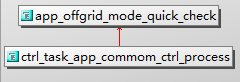 app_offgrid_mode_quick_check
ctrl_task_app_commom_ctrl_process